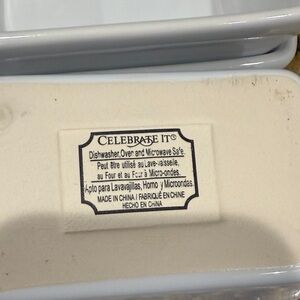 CELEBRATE IT®
Dishwasher, Oven and Microwave Safe.
Peut être utilisé au Lave-vaisselle,
au Four et au Four à Micro-ondes.
Apto para Lavavajillas, Horno y Microondas.
MADE IN CHINA / FABRIQUÉ EN CHINE
HECHO EN CHINA